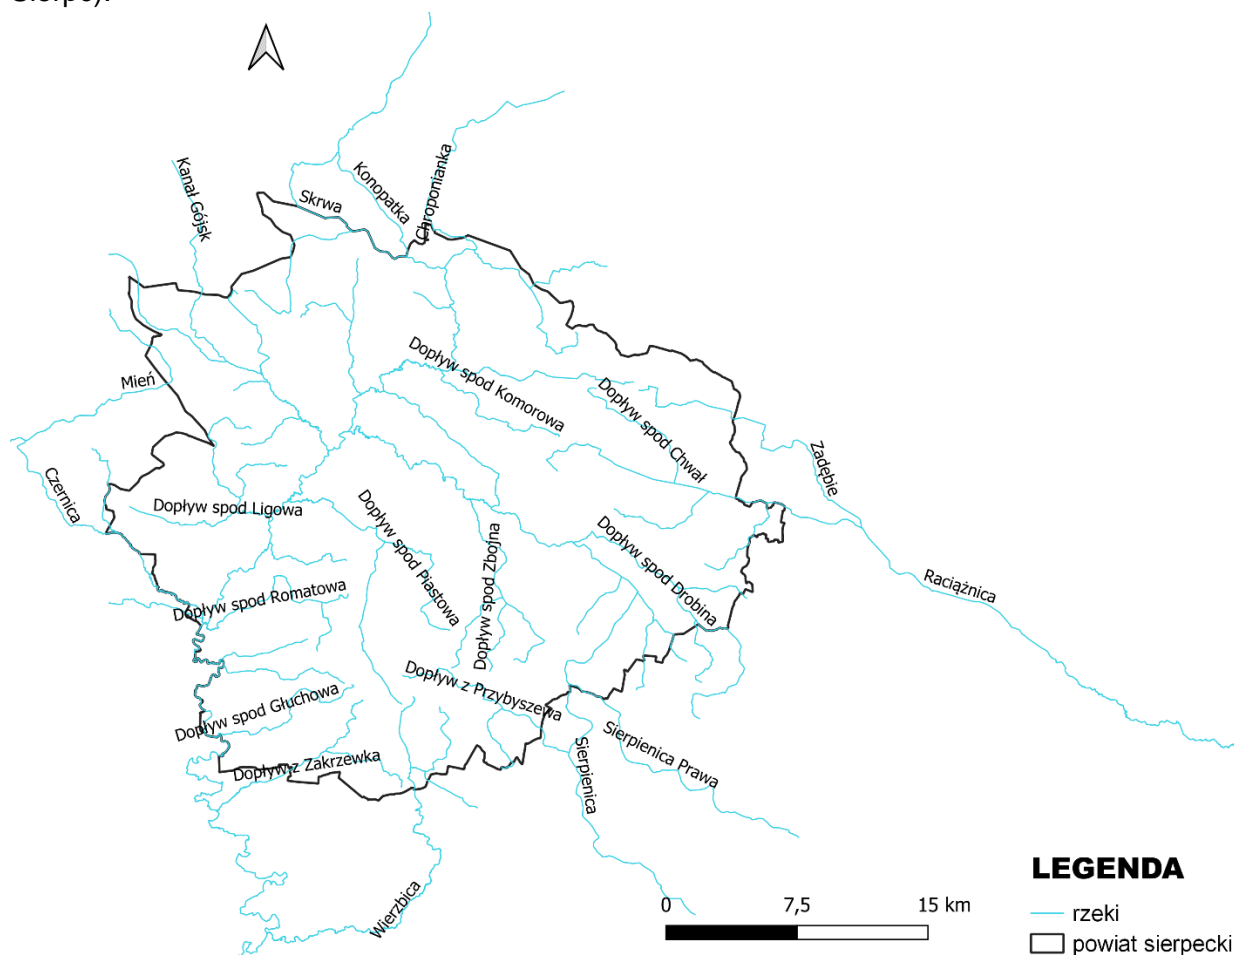 Sierpc).
Kanał Gójsk
Skrwa
Konopatka
Chroponianka
Mień
Dopływ spod Komorowa
Dopływ spod Chwał
Zadębie
Czernica
Dopływ spod Ligowa
Dopływ spod Piastowa
Dopływ spod Zbojna
Dopływ spod Drobina
Raciążnica
Dopływ spod Romatowa
Dopływ z Przybyszewa
Dopływ spod Głuchowa
Sierpienica Prawa
Sierpienica
Dopływ z Zakrzewka
Wierzbica
LEGENDA
0 7,5 15 km
rzeki
powiat sierpecki